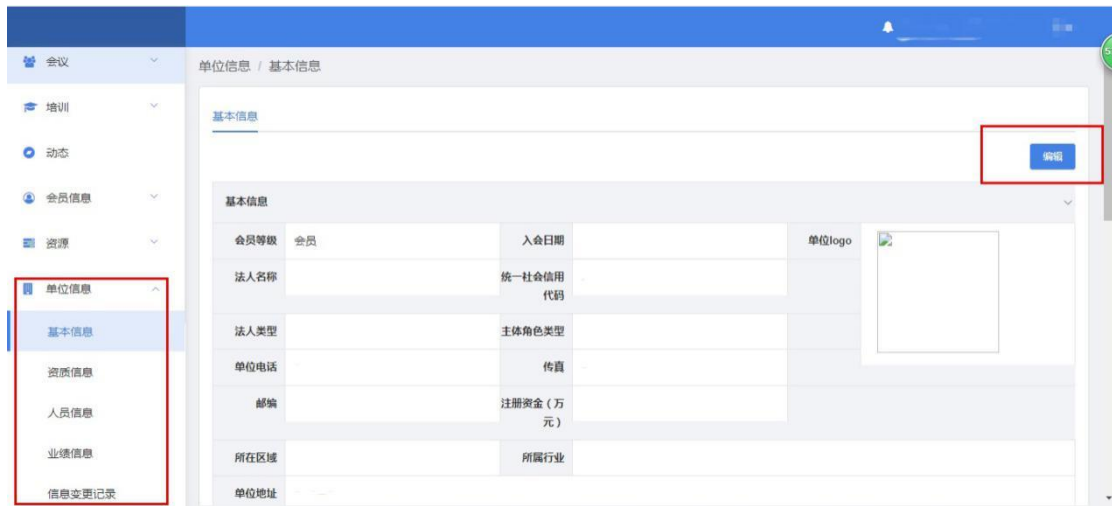 会议
单位信息 / 基本信息
培训
基本信息
动态
编辑
会员信息
基本信息
资源
会员等级 会员 入会日期 单位logo
单位信息
法人名称 统一社会信用
代码
基本信息
法人类型 主体角色类型
资质信息
单位电话 传真
人员信息
邮编 注册资金（万
元）
业绩信息
所在区域 所属行业
信息变更记录
单位地址